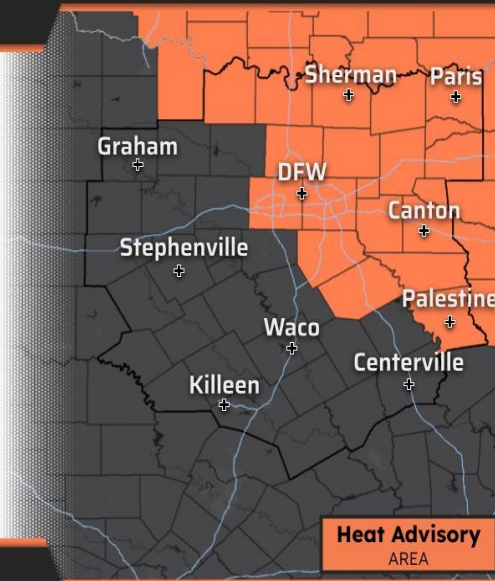 Sherman
Paris
Graham
DFW
Canton
Stephenville
Palestine
Waco
Centerville
Killeen
Heat Advisory
AREA